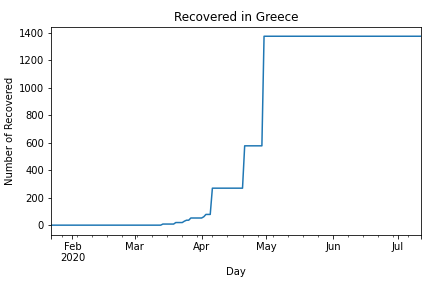 Recovered in Greece
Number of Recovered
1400
1200
1000
800
600
400
200
0
Feb
2020
Mar
Apr
May
Jun
Jul
Day